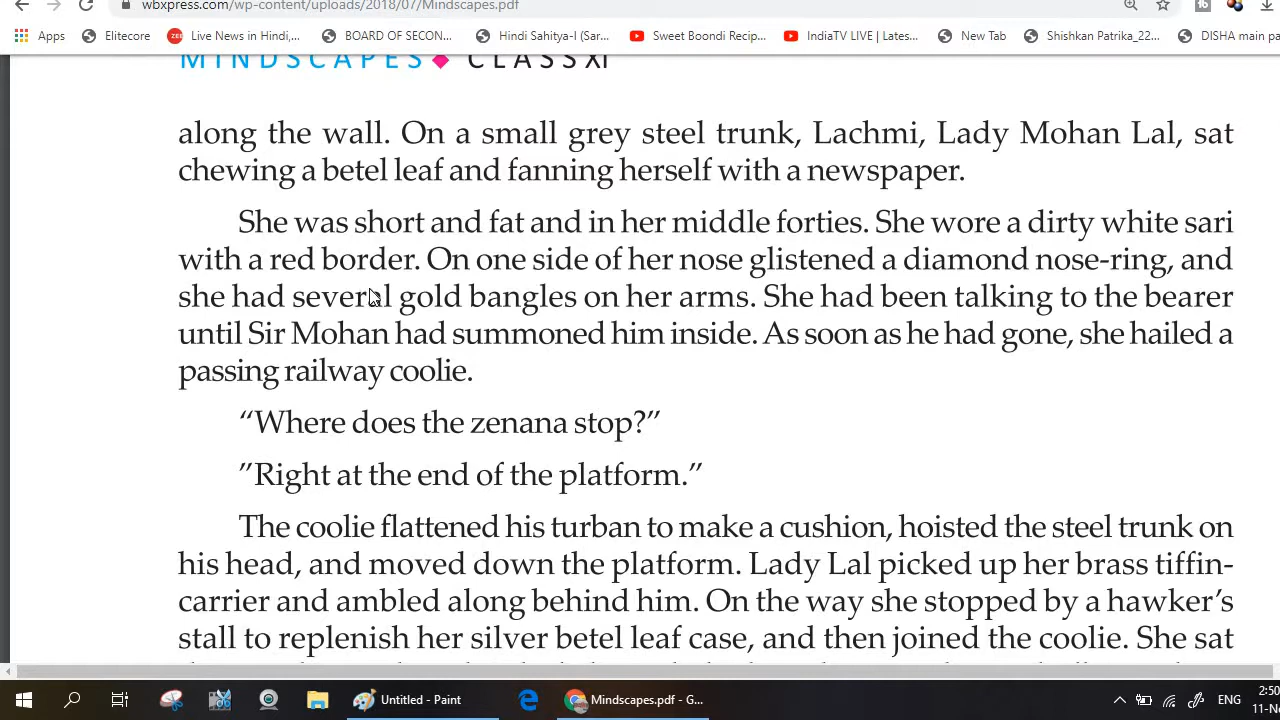 wbxpress.com/wp-content/uploads/2018/07/Mindscapes.pdf
Apps Elitecore Live News in Hindi,... BOARD OF SECON... Hindi Sahitya-I (Sar... Sweet Boondi Recip... IndiaTV LIVE | Lates... New Tab Shishkan Patrika_22... DISHA main pa
MINDSCAPES CLASS XI
along the wall. On a small grey steel trunk, Lachmi, Lady Mohan Lal, sat
chewing a betel leaf and fanning herself with a newspaper.
She was short and fat and in her middle forties. She wore a dirty white sari
with a red border. On one side of her nose glistened a diamond nose-ring, and
she had several gold bangles on her arms. She had been talking to the bearer
until Sir Mohan had summoned him inside. As soon as he had gone, she hailed a
passing railway coolie.
“Where does the zenana stop?”
”Right at the end of the platform.”
The coolie flattened his turban to make a cushion, hoisted the steel trunk on
his head, and moved down the platform. Lady Lal picked up her brass tiffin-
carrier and ambled along behind him. On the way she stopped by a hawker’s
stall to replenish her silver betel leaf case, and then joined the coolie. She sat
Untitled - Paint Mindscapes.pdf - G... ENG 2:50
11-No